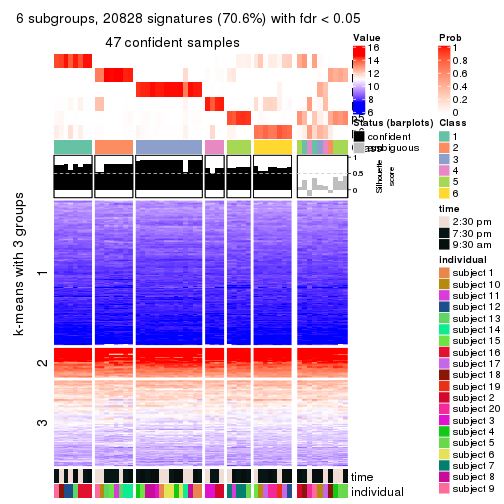 6 subgroups, 20828 signatures (70.6%) with fdr < 0.05
47 confident samples
k-means with 3 groups
1
2
3
Value
16
14
12
10
8
6
Prob
1
0.8
0.6
0.4
0.2
0
Status (barplots)
confident
ambiguous
Class
1
2
3
4
5
6
1
0.5
0
Silhouette
score
time
2:30 pm
7:30 pm
9:30 am
individual
subject 1
subject 10
subject 11
subject 12
subject 13
subject 14
subject 15
subject 16
subject 17
subject 18
subject 19
subject 2
subject 20
subject 3
subject 4
subject 5
subject 6
subject 7
subject 8
subject 9
time
individual